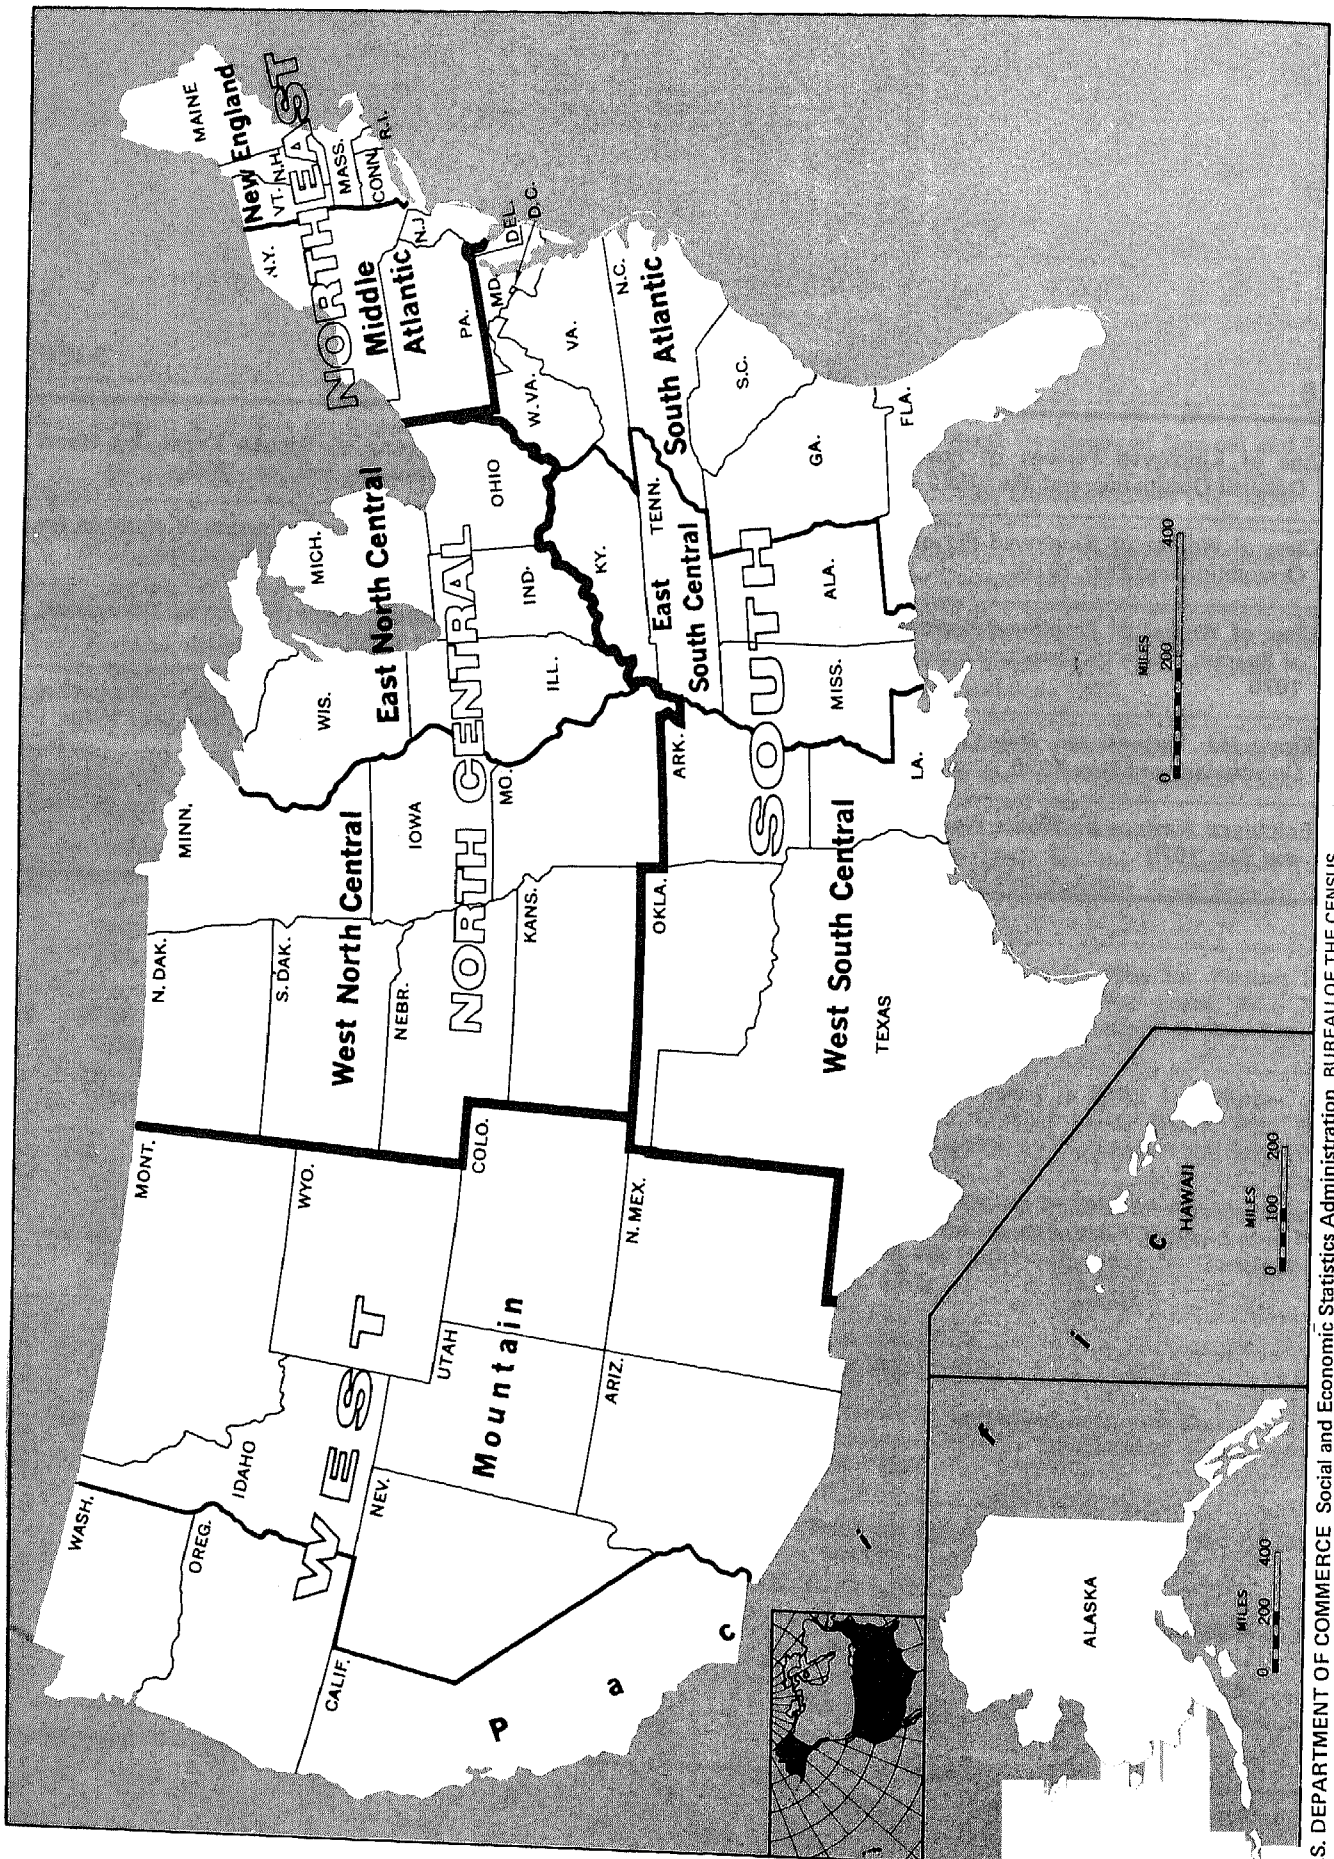 WASH.
MONT.
N. DAK.
MINN.
OREG.
IDAHO
WYO.
S. DAK.
WIS.
MICH.
MAINE
New England
VT.
N.H.
N.Y.
MASS.
CONN.
R.I.
NORTHEAST
Middle
Atlantic
N.J.
PA.
WEST
West North Central
East North Central
CALIF.
NEV.
UTAH
COLO.
NEBR.
IOWA
NORTH CENTRAL
ILL.
IND.
OHIO
Mountain
KANS.
MO.
W.VA.
MD.
DEL.
D.C.
VA.
KY.
ARIZ.
N. MEX.
OKLA.
ARK.
TENN.
N.C.
East
South Central
South Atlantic
S.C.
SOUTH
West South Central
TEXAS
LA.
MISS.
ALA.
GA.
FLA.
P a c i f i c
ALASKA
HAWAII
MILES
0 200 400
MILES
0 100 200
MILES
0 200 400
S. DEPARTMENT OF COMMERCE Social and Economic Statistics Administration BUREAU OF THE CENSUS